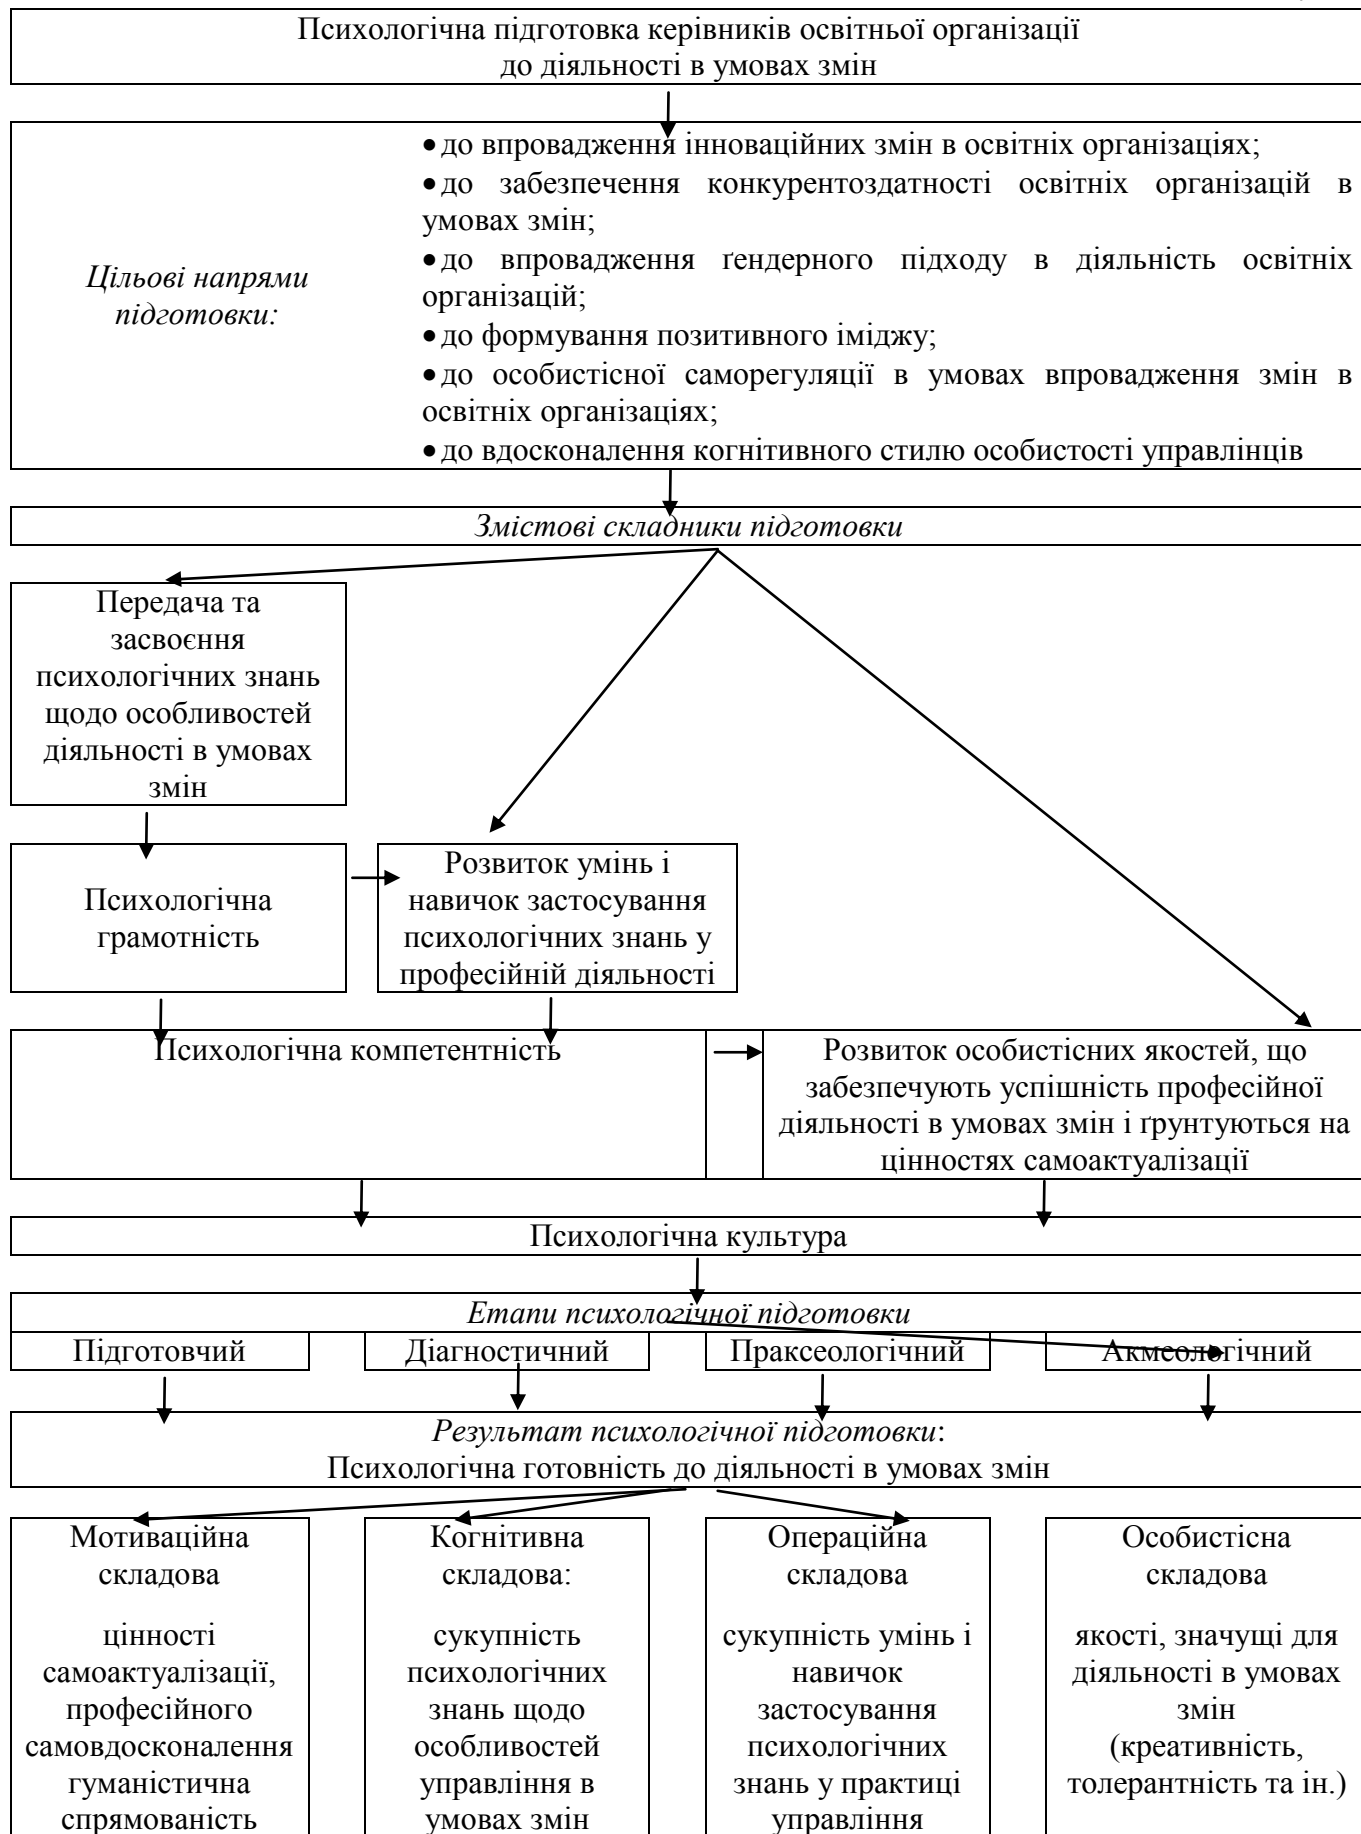 Психологічна підготовка керівників освітньої організації
до діяльності в умовах змін
• до впровадження інноваційних змін в освітніх організаціях;
• до забезпечення конкурентоздатності освітніх організацій в
умовах змін;
• до впровадження ґендерного підходу в діяльність освітніх
організацій;
Цільові напрями
підготовки:
• до формування позитивного іміджу;
• до особистісної саморегуляції в умовах впровадження змін в
освітніх організаціях;
• до вдосконалення когнітивного стилю особистості управлінців
Змістові складники підготовки
Передача та
засвоєння
психологічних знань
щодо особливостей
діяльності в умовах
змін
Психологічна
грамотність
Розвиток умінь і
навичок застосування
психологічних знань у
професійній діяльності
Психологічна компетентність
Розвиток особистісних якостей, що
забезпечують успішність професійної
діяльності в умовах змін і ґрунтуються на
цінностях самоактуалізації
Психологічна культура
Етапи психологічної підготовки
Підготовчий
Діагностичний
Праксеологічний
Акмеологічний
Результат психологічної підготовки:
Психологічна готовність до діяльності в умовах змін
Мотиваційна
складова
цінності
самоактуалізації,
професійного
самовдосконалення
гуманістична
спрямованість
Когнітивна
складова:
сукупність
психологічних
знань щодо
особливостей
управління в
умовах змін
Операційна
складова
сукупність умінь і
навичок
застосування
психологічних
знань у практиці
управління
Особистісна
складова
якості, значущі для
діяльності в умовах
змін
(креативність,
толерантність та ін.)